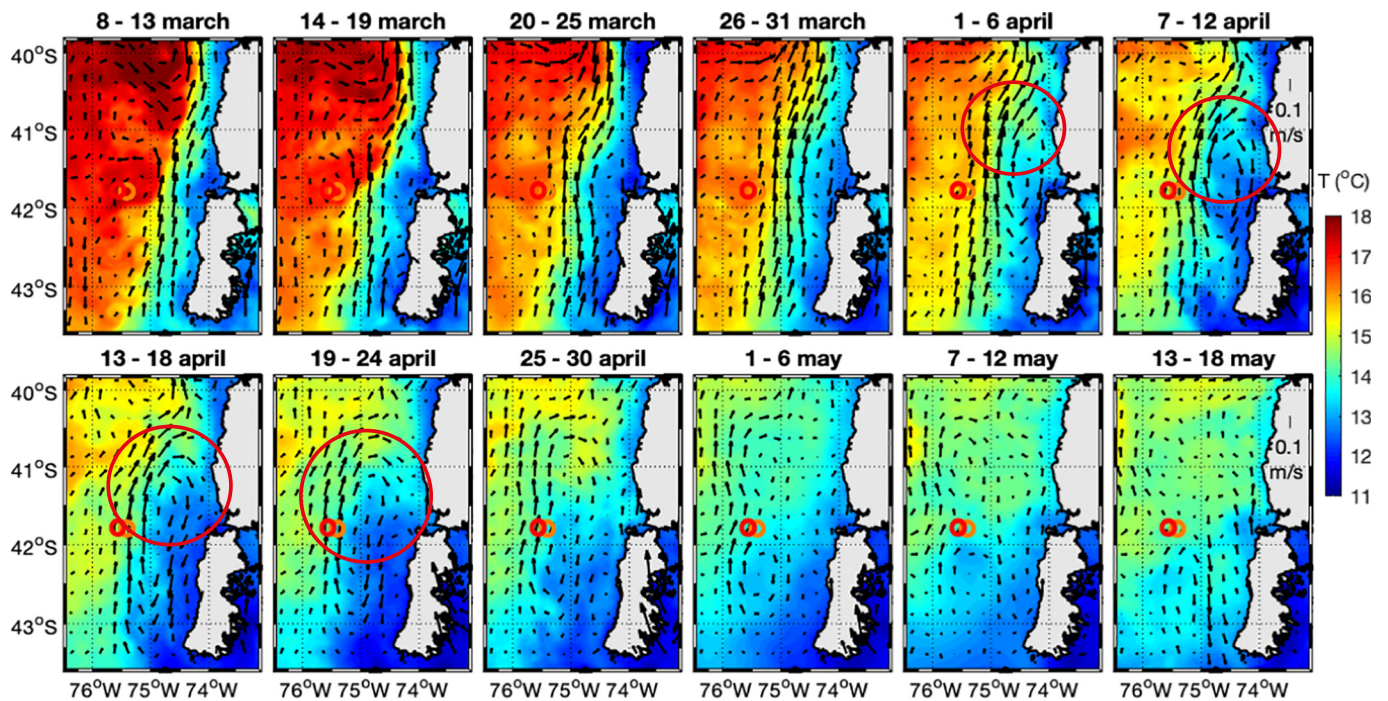 8 - 13 march
14 - 19 march
20 - 25 march
26 - 31 march
1 - 6 april
7 - 12 april
40°S
41°S
42°S
43°S
0.1
m/s
T (°C)
18
17
16
15
14
13
12
11
13 - 18 april
19 - 24 april
25 - 30 april
1 - 6 may
7 - 12 may
13 - 18 may
40°S
41°S
42°S
43°S
0.1
m/s
76°W 75°W 74°W
76°W 75°W 74°W
76°W 75°W 74°W
76°W 75°W 74°W
76°W 75°W 74°W
76°W 75°W 74°W